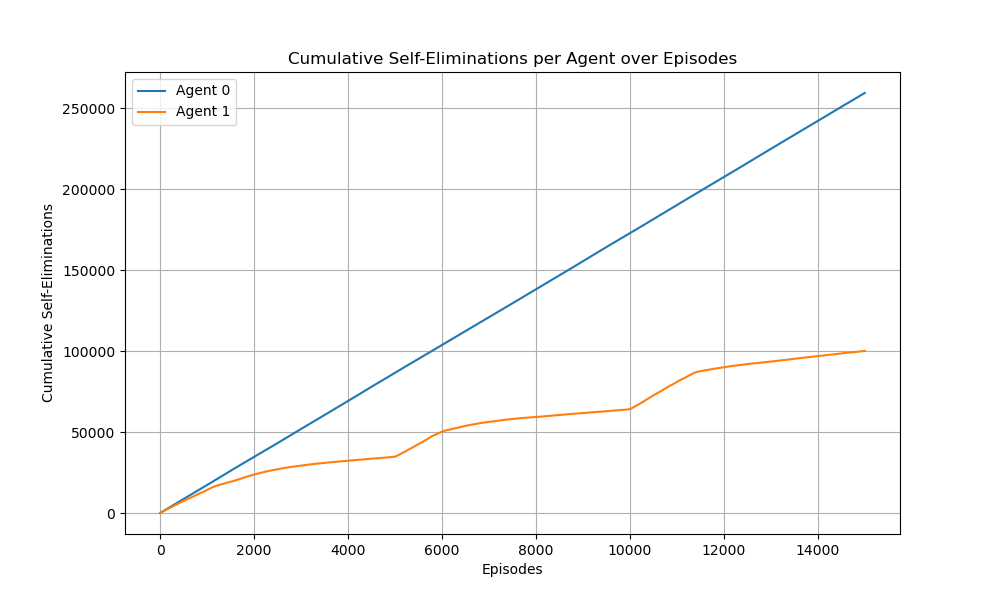 Cumulative Self-Eliminations per Agent over Episodes
Agent 0
Agent 1
250000
200000
150000
100000
50000
0
Cumulative Self-Eliminations
0 2000 4000 6000 8000 10000 12000 14000
Episodes